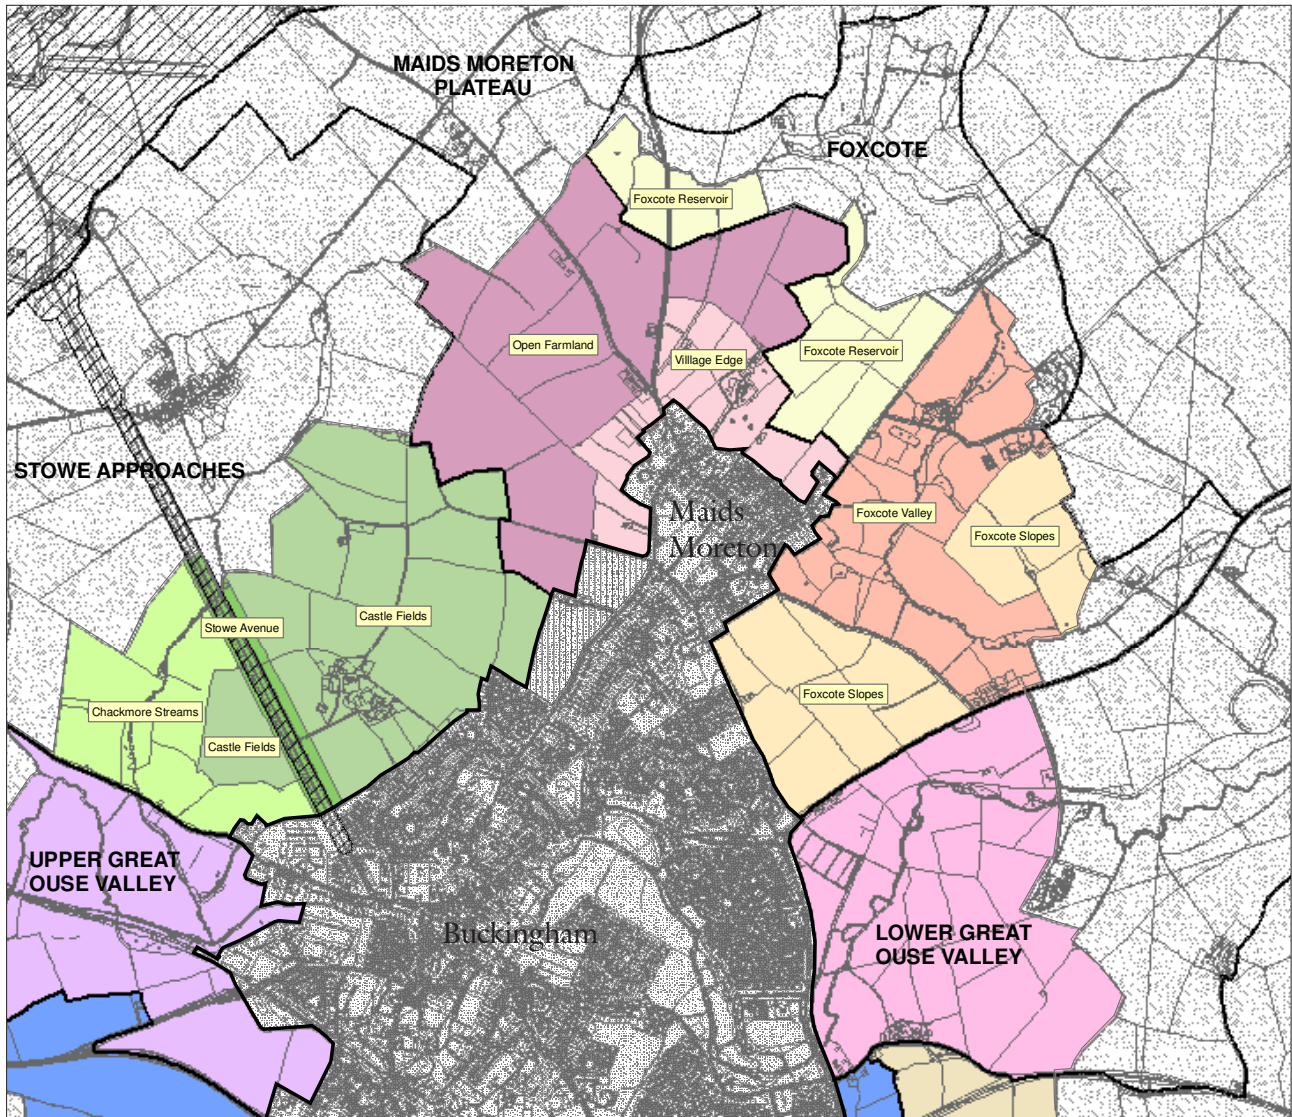 MAIDS MORETON
PLATEAU
FOXCOTE
Foxcote Reservoir
Open Farmland
Villlage Edge
Foxcote Reservoir
STOWE APPROACHES
Maids
Moreton
Foxcote Valley
Foxcote Slopes
Castle Fields
Stowe Avenue
Foxcote Slopes
Chackmore Streams
Castle Fields
UPPER GREAT
OUSE VALLEY
Buckingham
LOWER GREAT
OUSE VALLEY